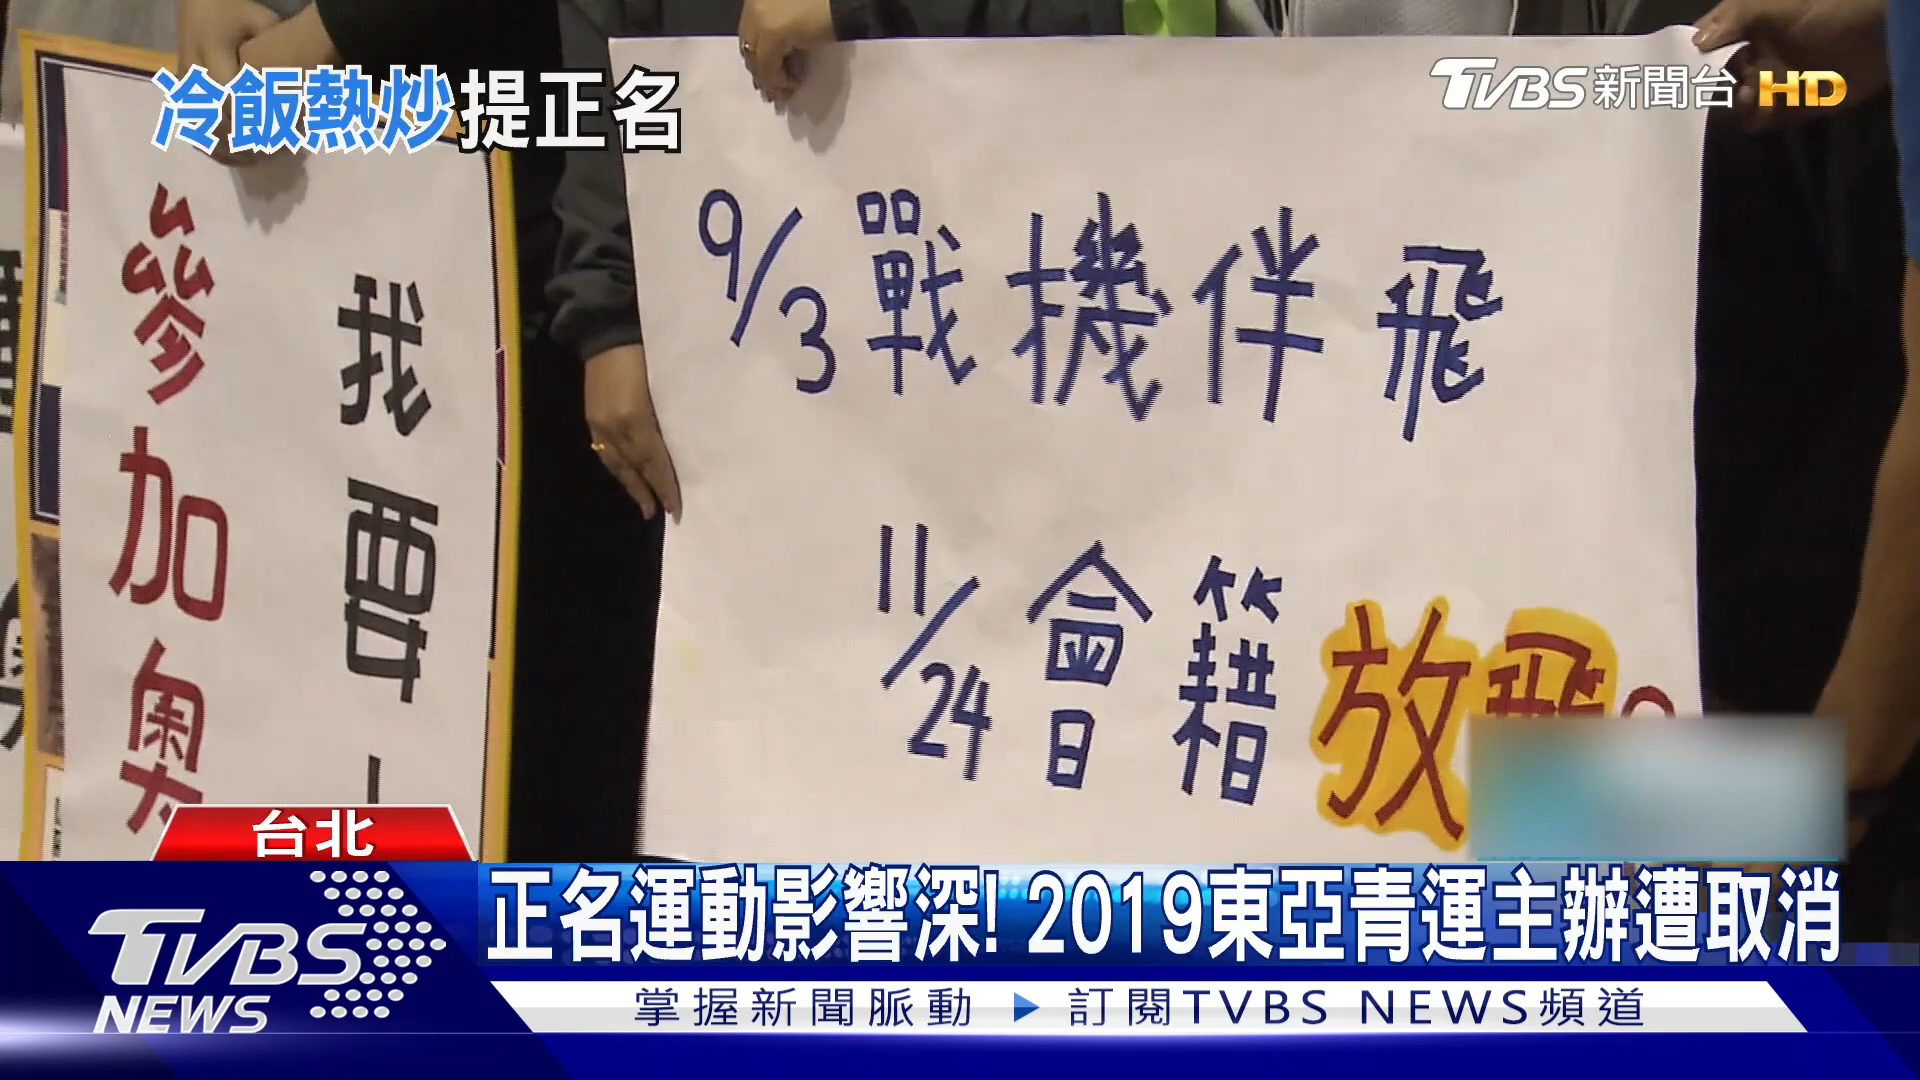 冷飯熱炒提正名
TVBS新聞台 HD
我要
參加奧
9/3戰機伴飛
11/24會籍放飛?
台北
正名運動影響深! 2019東亞青運主辦遭取消
TVBS NEWS
掌握新聞脈動 ▶ 訂閱TVBS NEWS頻道